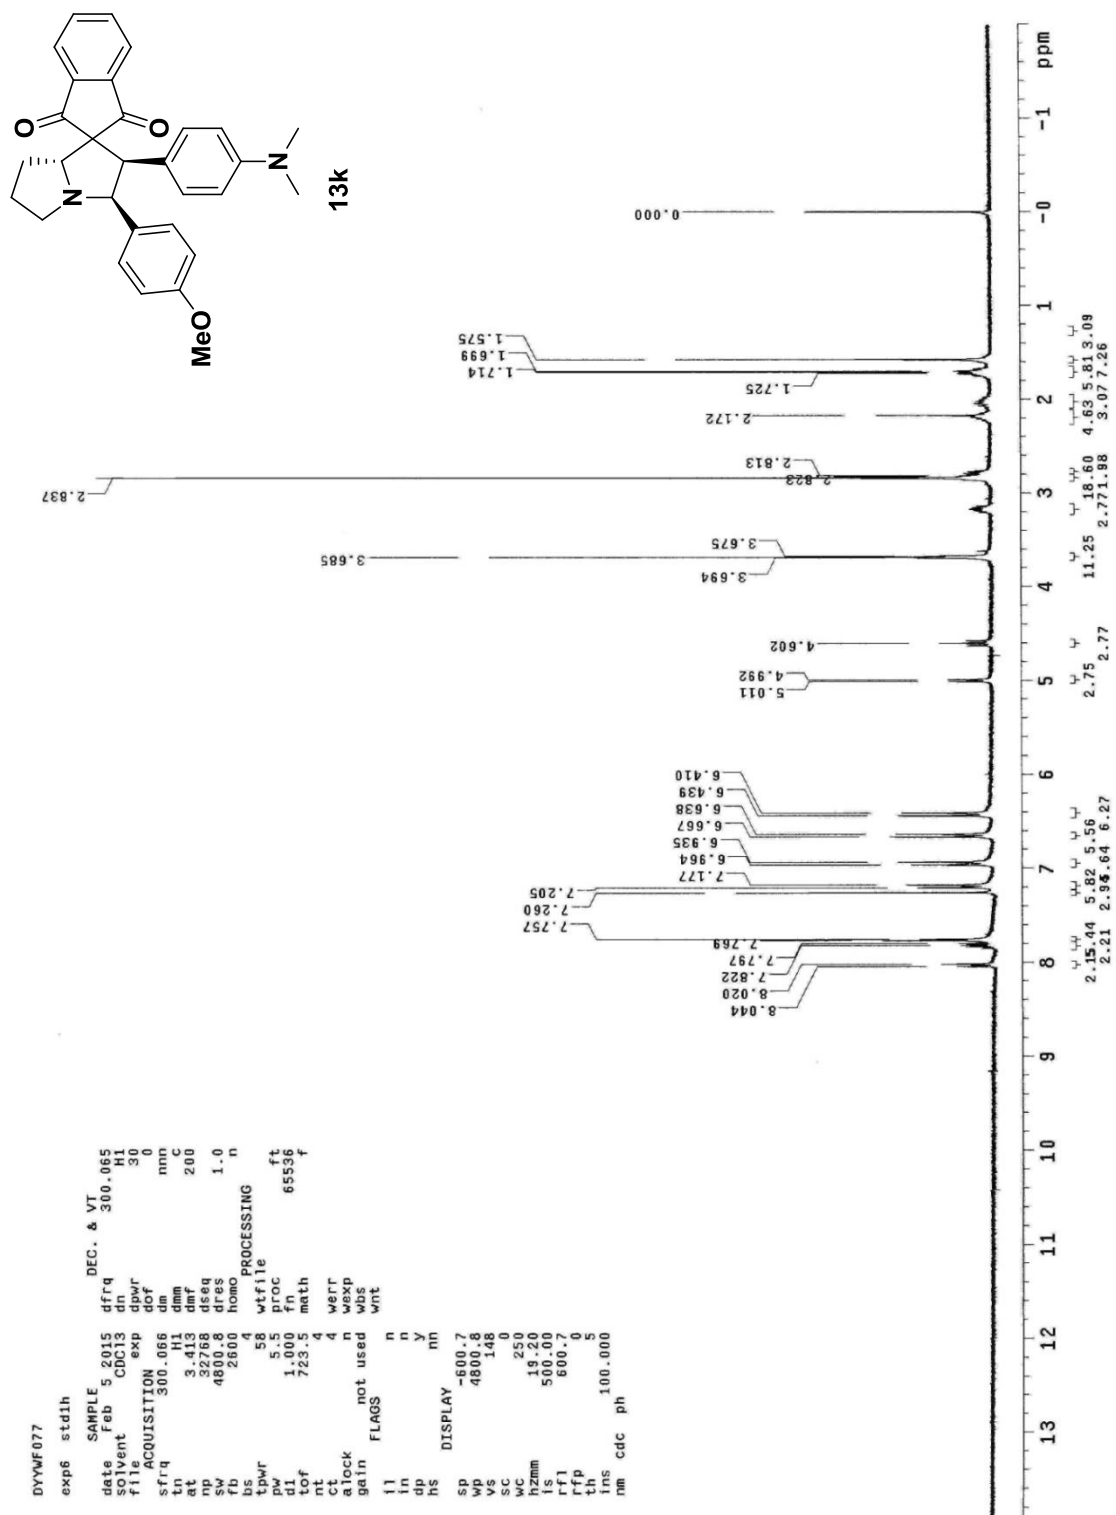 O
O
N
N
MeO
13k
DYYWF077
exp6 std1h
SAMPLE
date Feb 5 2015
solvent CDCl3
file exp
ACQUISITION
sfrq 300.066
tn H1
at 3.413
np 32768
sw 4800.8
fb 2600
bs 4
tpwr 58
pw 5.5
d1 1.000
tof 723.5
nt 4
ct 4
alock n
gain not used
FLAGS
il n
in n
dp y
hs nn
DISPLAY
sp -600.7
wp 4800.8
vs 148
sc 0
wc 250
hzmm 19.20
is 500.00
rfl 600.7
rfp 0
th 5
ins 100.000
nm cdc ph
DEC. & VT
dfrq 300.065
dn H1
dpwr 30
dof 0
dm nnn
dmm c
dmf 200
dseq
dres 1.0
homo n
PROCESSING
wtfile
proc ft
fn 65536
math f
werr
wexp
wbs
wnt
8.044
8.020
7.822
7.797
7.769
7.757
7.260
7.205
7.177
6.964
6.935
6.667
6.638
6.439
6.410
5.011
4.992
4.602
3.694
3.685
3.675
2.837
2.823
2.813
2.172
1.725
1.714
1.699
1.575
0.000
13 12 11 10 9 8 7 6 5 4 3 2 1 -0 -1 ppm
5.82 5.56 6.27 2.75 11.25 18.60 4.63 5.81 3.09
2.21 2.77 2.77 1.98 3.07 7.26